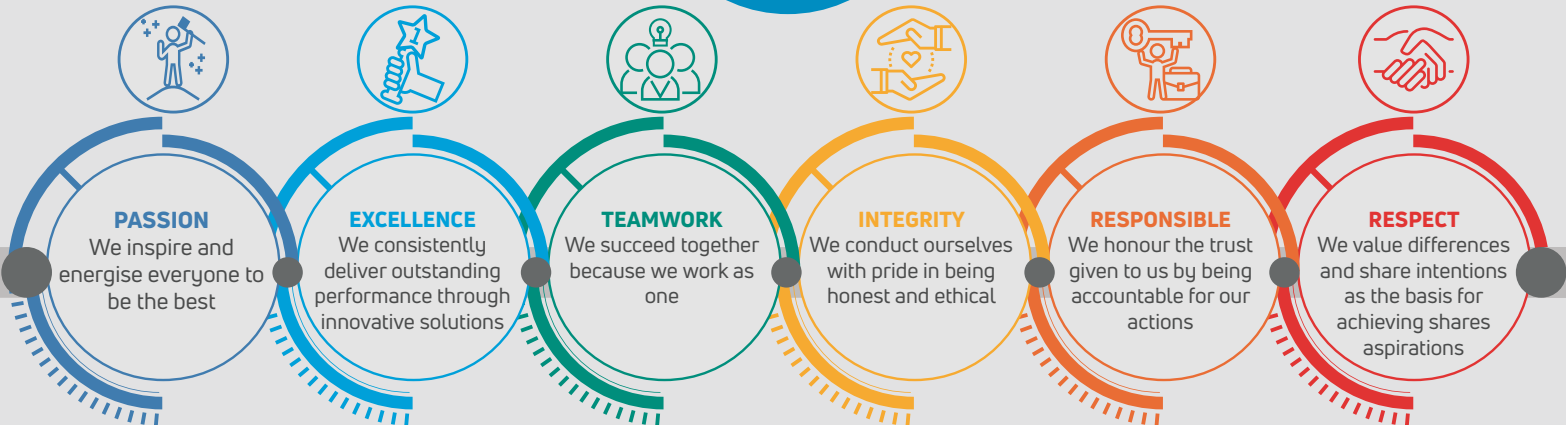 1
PASSION
We inspire and
energise everyone to
be the best
EXCELLENCE
We consistently
deliver outstanding
performance through
innovative solutions
TEAMWORK
We succeed together
because we work as
one
INTEGRITY
We conduct ourselves
with pride in being
honest and ethical
RESPONSIBLE
We honour the trust
given to us by being
accountable for our
actions
RESPECT
We value differences
and share intentions
as the basis for
achieving shares
aspirations